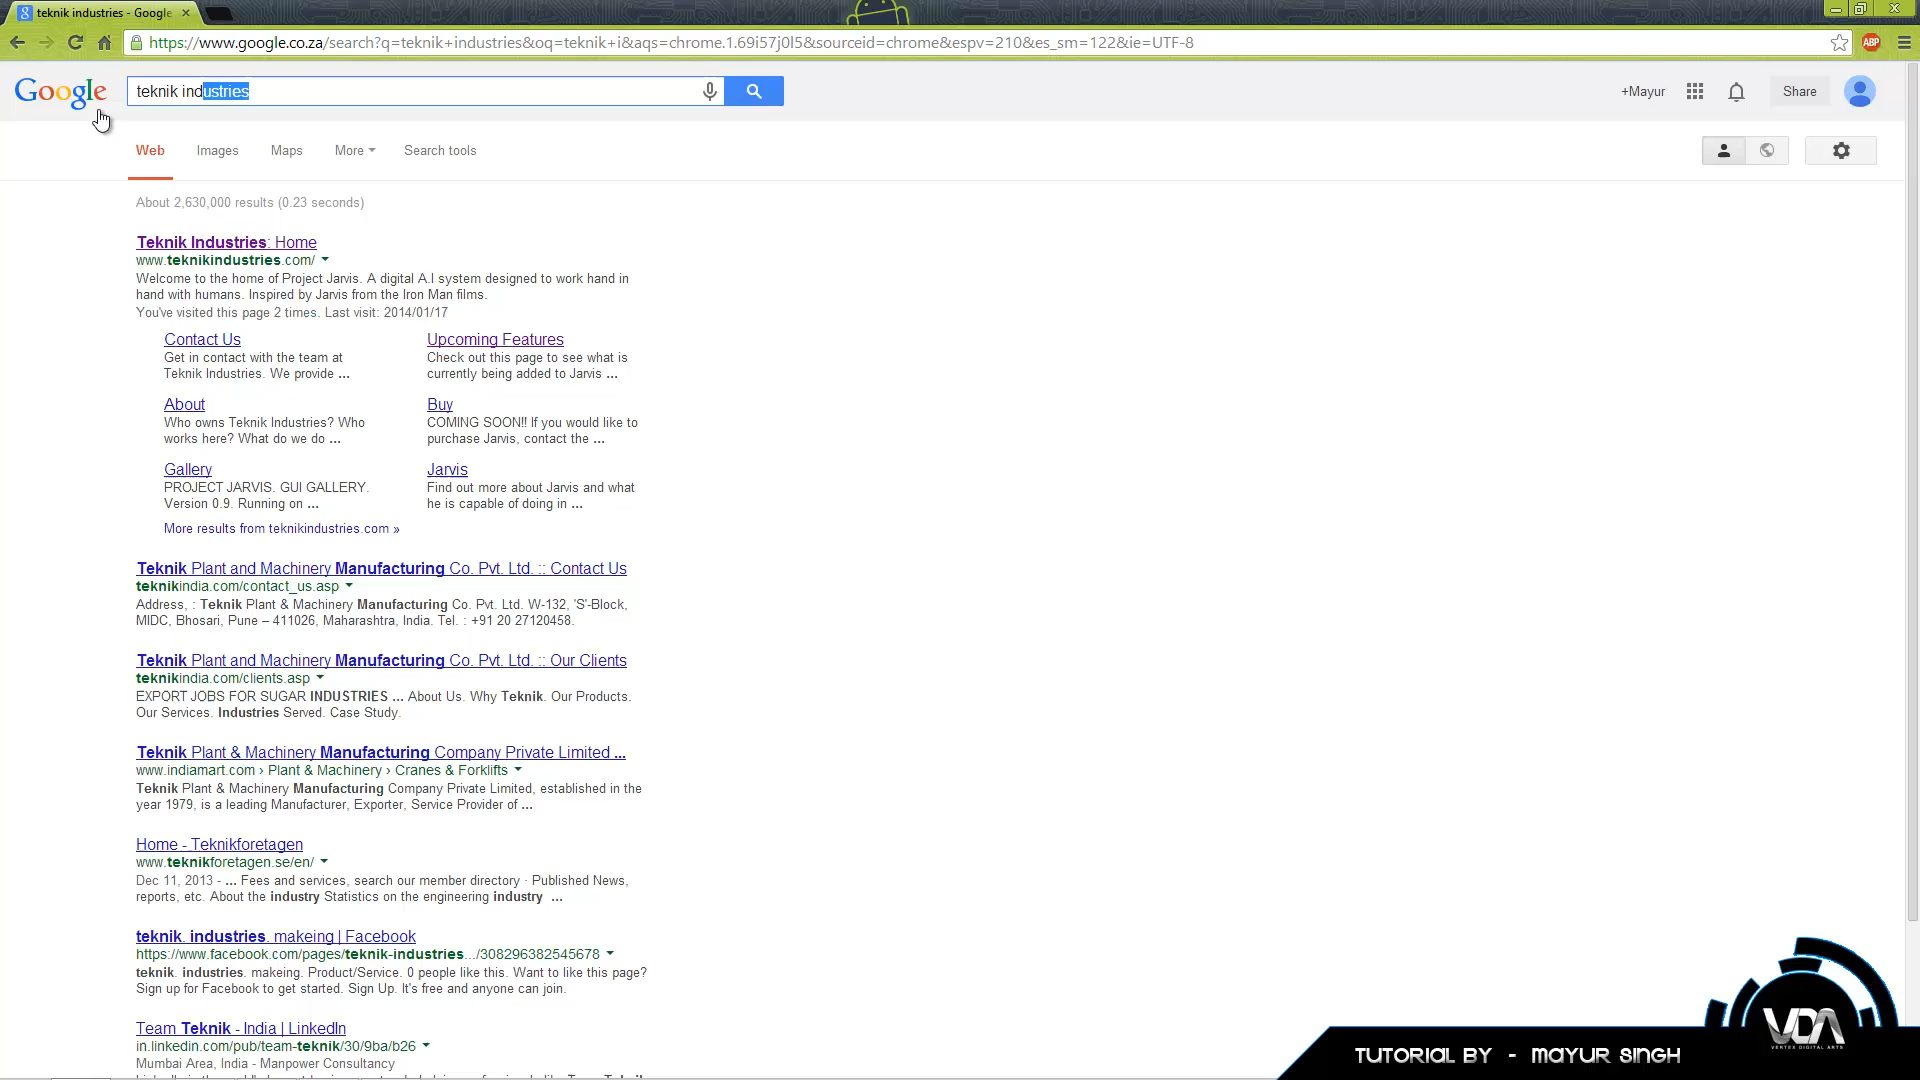 teknik industries - Google
https://www.google.co.za/search?q=teknik+industries&oq=teknik+i&aqs=chrome.1.69i57j0l5&sourceid=chrome&espv=210&es_sm=122&ie=UTF-8
ABP
Google
teknik industries
+Mayur
Share
Web Images Maps More Search tools
About 2,630,000 results (0.23 seconds)
Teknik Industries: Home
www.teknikindustries.com/
Welcome to the home of Project Jarvis. A digital A.I system designed to work hand in
hand with humans. Inspired by Jarvis from the Iron Man films.
You've visited this page 2 times. Last visit: 2014/01/17
Contact Us
Get in contact with the team at
Teknik Industries. We provide ...
Upcoming Features
Check out this page to see what is
currently being added to Jarvis ...
About
Who owns Teknik Industries? Who
works here? What do we do ...
Buy
COMING SOON!! If you would like to
purchase Jarvis, contact the ...
Gallery
PROJECT JARVIS. GUI GALLERY.
Version 0.9. Running on ...
Jarvis
Find out more about Jarvis and what
he is capable of doing in ...
More results from teknikindustries.com »
Teknik Plant and Machinery Manufacturing Co. Pvt. Ltd. :: Contact Us
teknikindia.com/contact_us.asp
Address, : Teknik Plant & Machinery Manufacturing Co. Pvt. Ltd. W-132, 'S'-Block,
MIDC, Bhosari, Pune – 411026, Maharashtra, India. Tel. : +91 20 27120458.
Teknik Plant and Machinery Manufacturing Co. Pvt. Ltd. :: Our Clients
teknikindia.com/clients.asp
EXPORT JOBS FOR SUGAR INDUSTRIES ... About Us. Why Teknik. Our Products.
Our Services. Industries Served. Case Study.
Teknik Plant & Machinery Manufacturing Company Private Limited ...
www.indiamart.com › Plant & Machinery › Cranes & Forklifts
Teknik Plant & Machinery Manufacturing Company Private Limited, established in the
year 1979, is a leading Manufacturer, Exporter, Service Provider of ...
Home - Teknikforetagen
www.teknikforetagen.se/en/
Dec 11, 2013 - ... Fees and services, search our member directory · Published News,
reports, etc. About the industry Statistics on the engineering industry ...
teknik. industries. makeing | Facebook
https://www.facebook.com/pages/teknik-industries.../308296382545678
teknik. industries. makeing. Product/Service. 0 people like this. Want to like this page?
Sign up for Facebook to get started. Sign Up. It's free and anyone can join.
Team Teknik - India | LinkedIn
in.linkedin.com/pub/team-teknik/30/9ba/b26
Mumbai Area, India - Manpower Consultancy
VDA
VERTEX DIGITAL ARTS
TUTORIAL BY - MAYUR SINGH